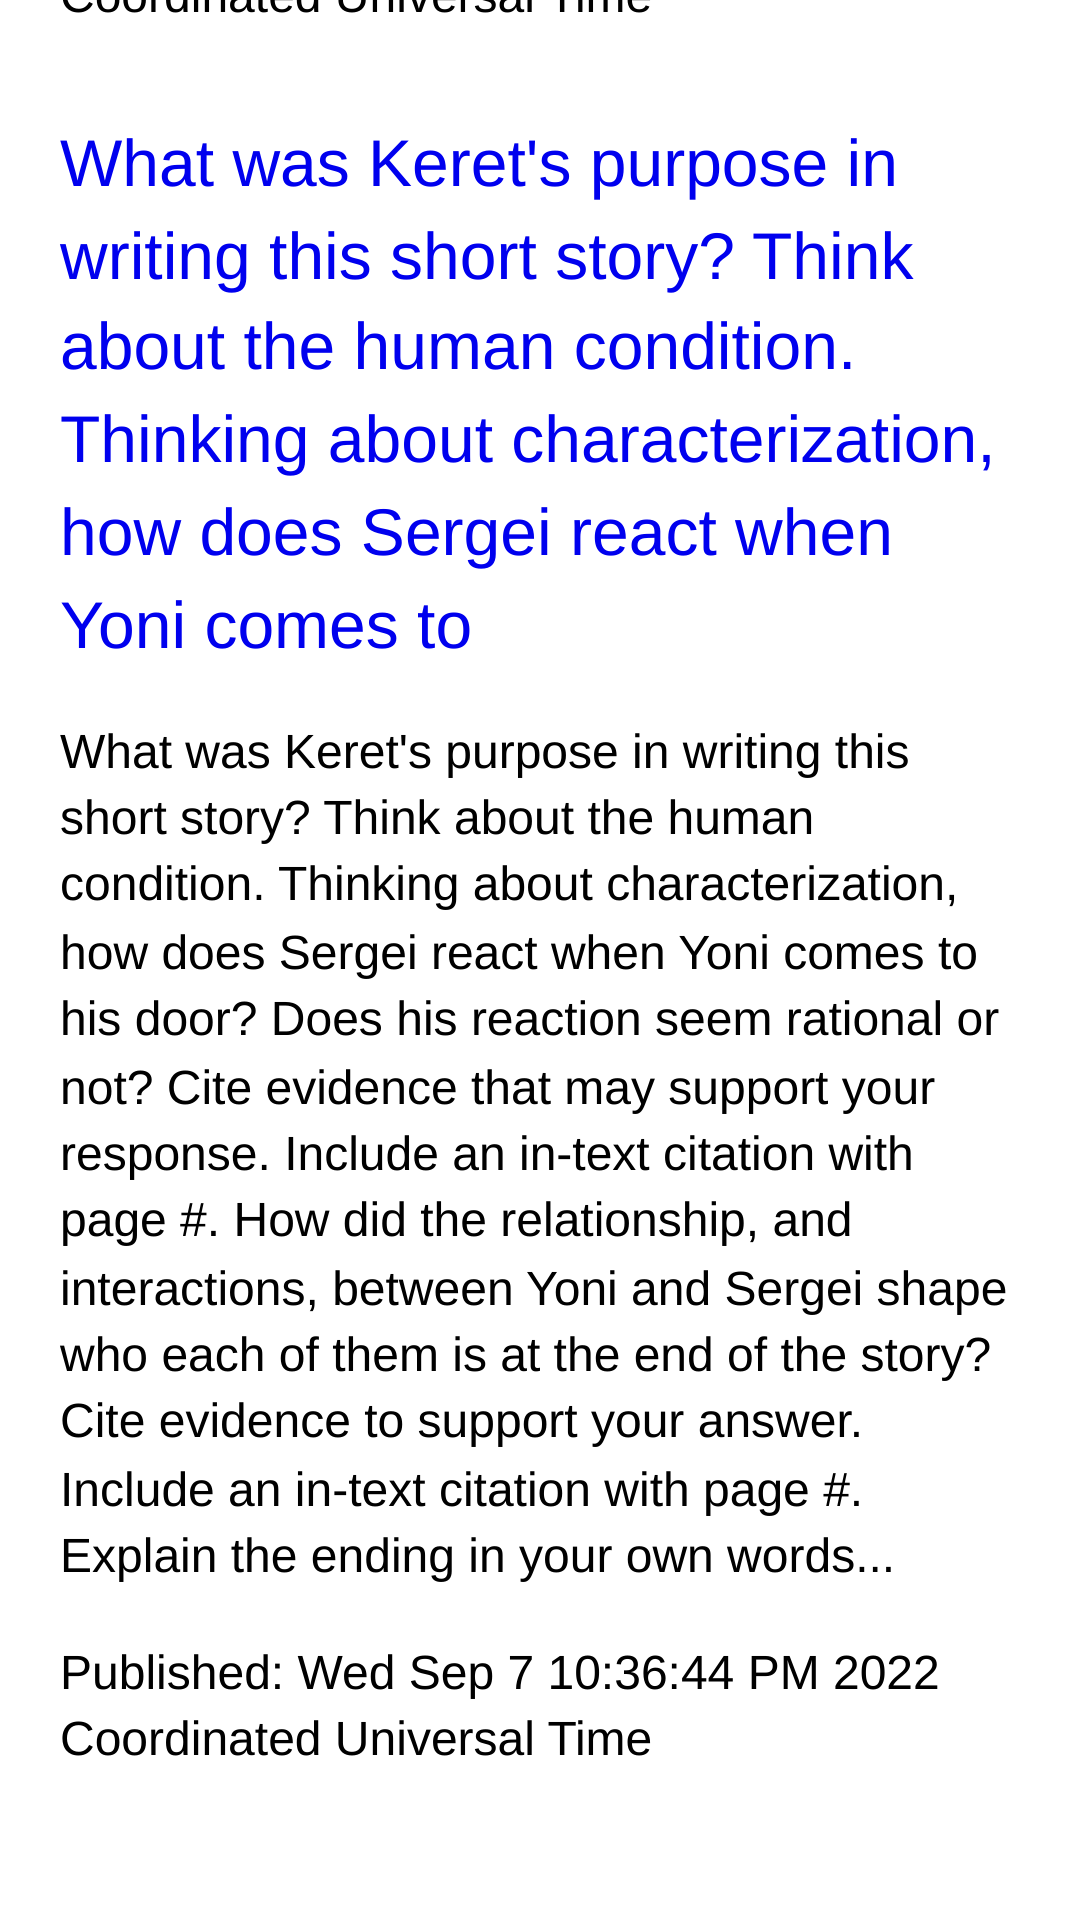 Coordinated Universal Time
What was Keret's purpose in
writing this short story? Think
about the human condition.
Thinking about characterization,
how does Sergei react when
Yoni comes to
What was Keret's purpose in writing this
short story? Think about the human
condition. Thinking about characterization,
how does Sergei react when Yoni comes to
his door? Does his reaction seem rational or
not? Cite evidence that may support your
response. Include an in-text citation with
page #. How did the relationship, and
interactions, between Yoni and Sergei shape
who each of them is at the end of the story?
Cite evidence to support your answer.
Include an in-text citation with page #.
Explain the ending in your own words...
Published: Wed Sep 7 10:36:44 PM 2022
Coordinated Universal Time